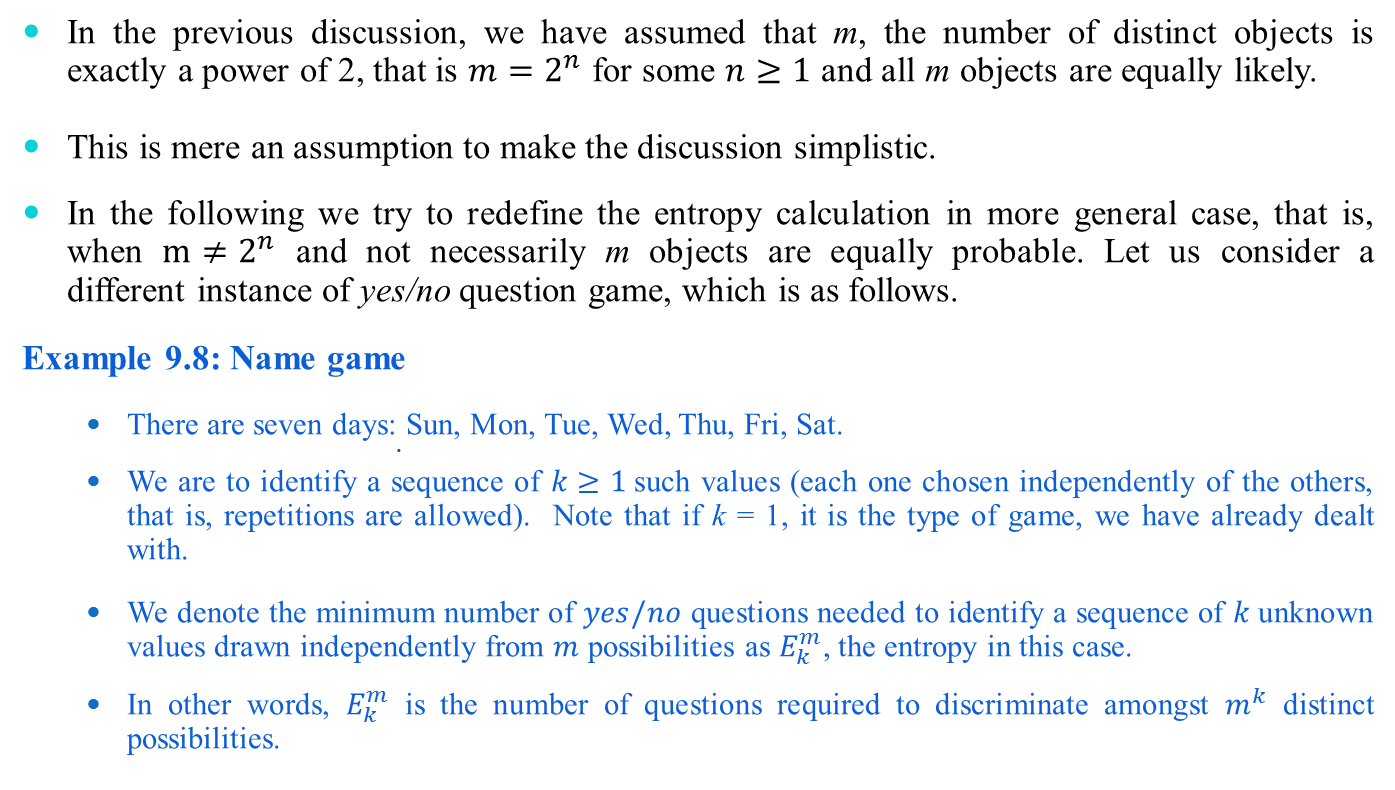 • In the previous discussion, we have assumed that m, the number of distinct objects is
exactly a power of 2, that is m = 2ⁿ for some n ≥ 1 and all m objects are equally likely.
• This is mere an assumption to make the discussion simplistic.
• In the following we try to redefine the entropy calculation in more general case, that is,
when m ≠ 2ⁿ and not necessarily m objects are equally probable. Let us consider a
different instance of yes/no question game, which is as follows.
Example 9.8: Name game
• There are seven days: Sun, Mon, Tue, Wed, Thu, Fri, Sat.
• We are to identify a sequence of k ≥ 1 such values (each one chosen independently of the others,
that is, repetitions are allowed). Note that if k = 1, it is the type of game, we have already dealt
with.
• We denote the minimum number of yes/no questions needed to identify a sequence of k unknown
values drawn independently from m possibilities as Eₖᵐ, the entropy in this case.
• In other words, Eₖᵐ is the number of questions required to discriminate amongst mᵏ distinct
possibilities.